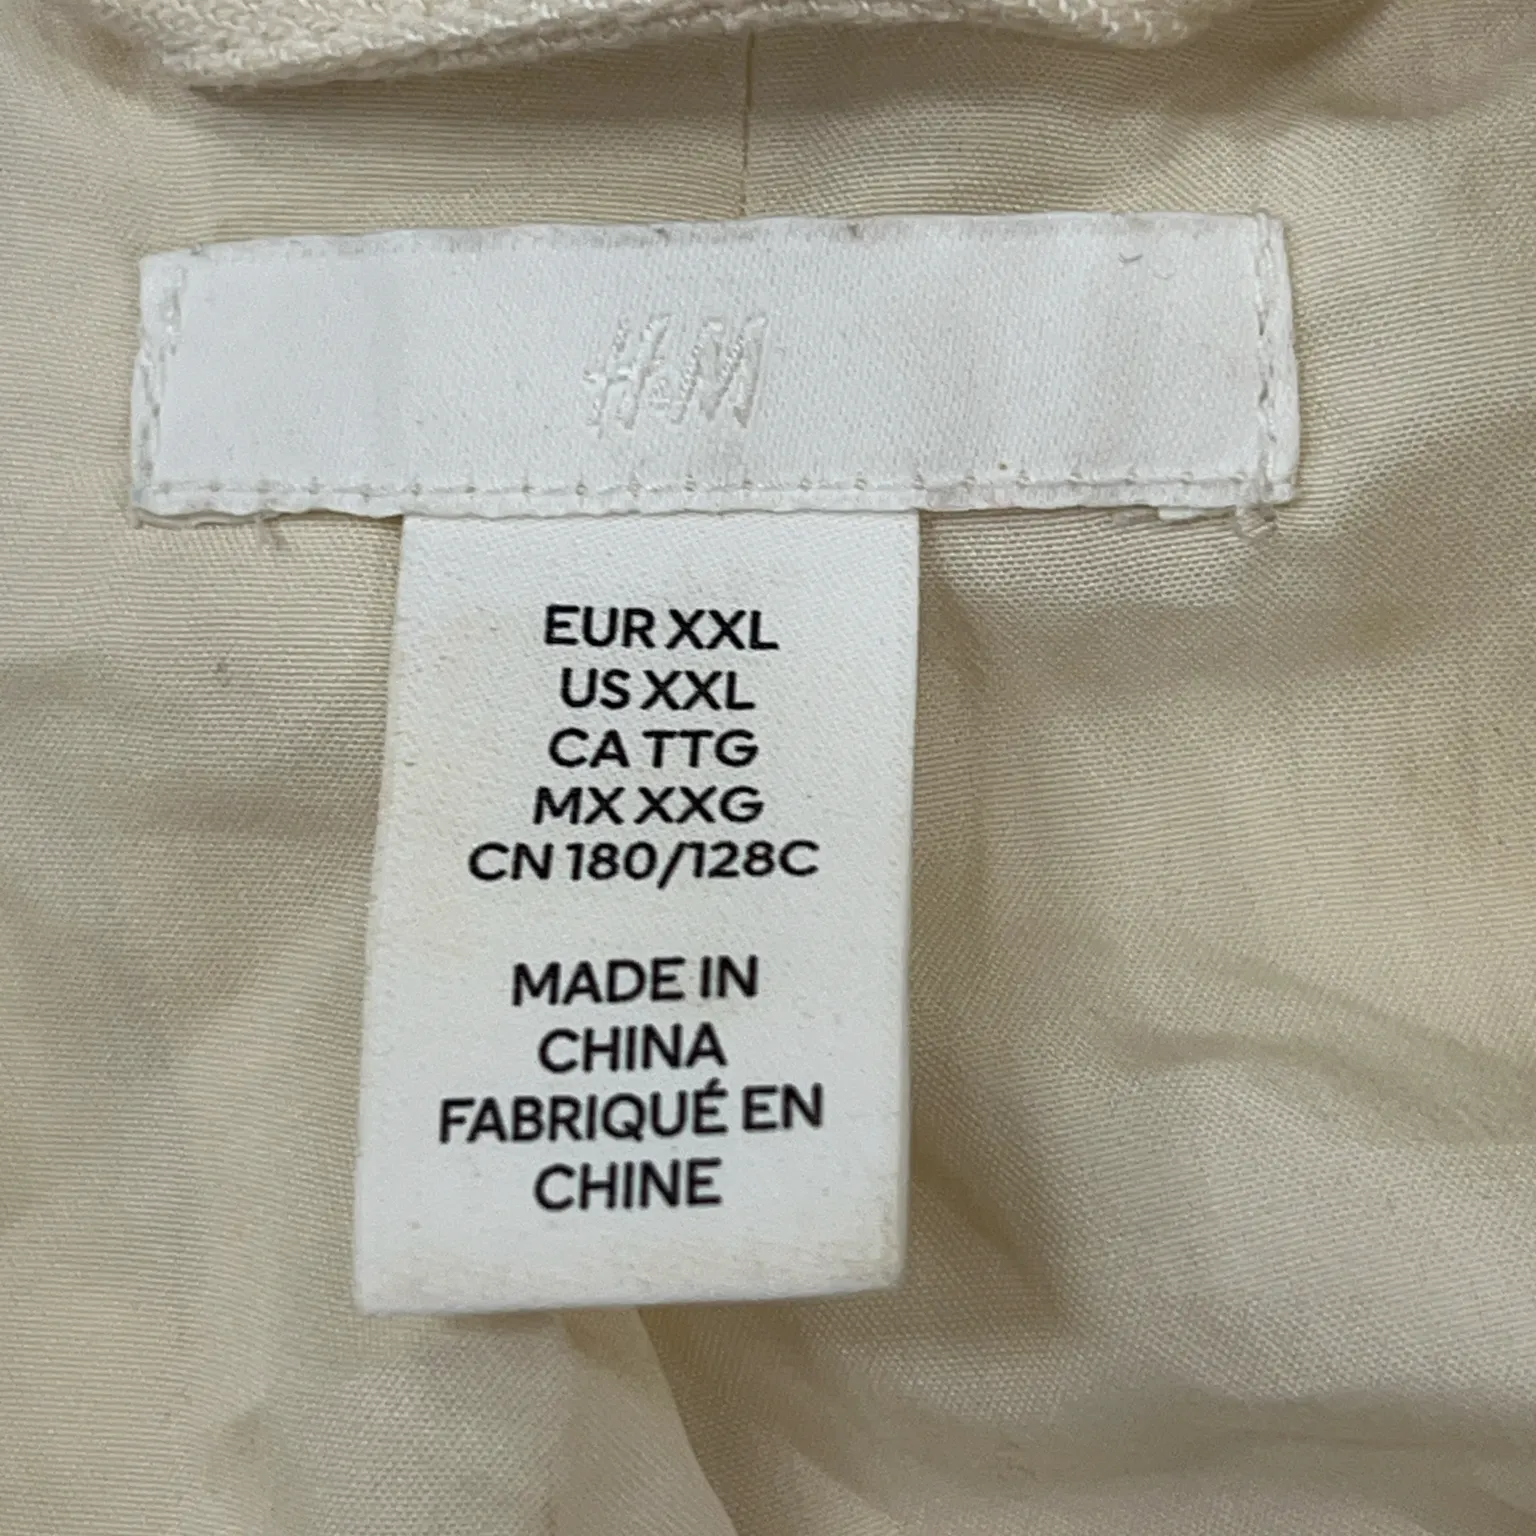 H&M
EUR XXL
US XXL
CA TTG
MX XXG
CN 180/128C
MADE IN
CHINA
FABRIQUÉ EN
CHINE